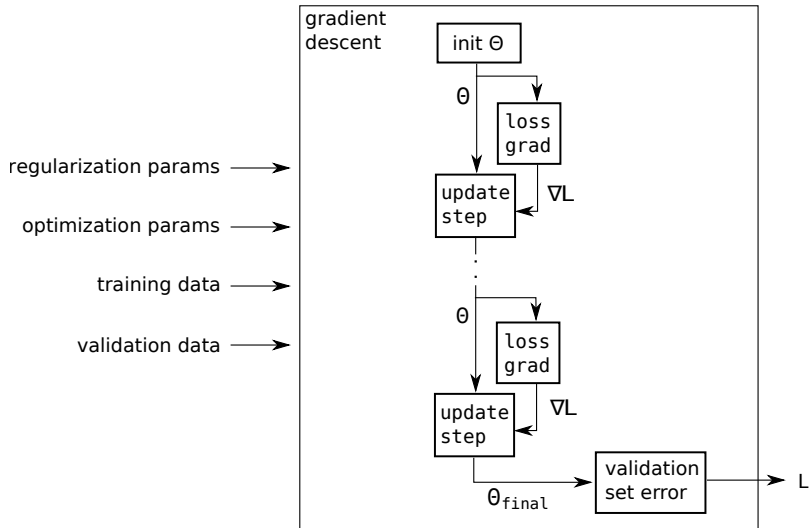 gradient
descent
init Θ
Θ
loss
grad
regularization params
update
step
∇L
optimization params
training data
Θ
loss
grad
validation data
update
step
∇L
validation
set error
L
Θfinal